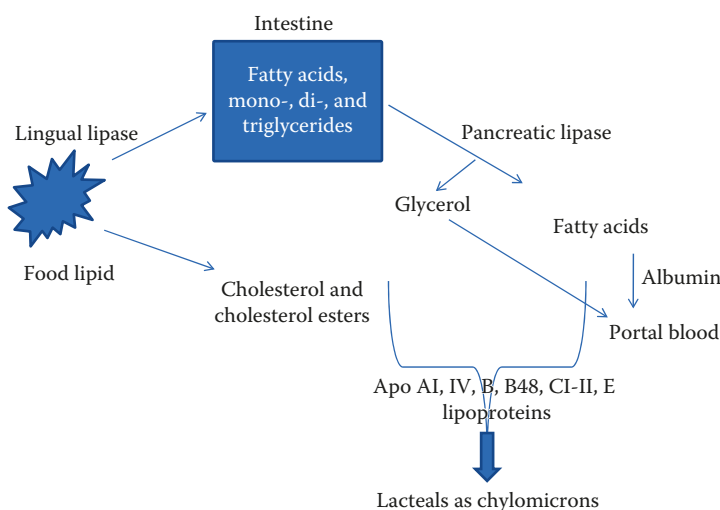 Intestine
Fatty acids,
mono-, di-, and
triglycerides
Lingual lipase
Pancreatic lipase
Glycerol
Fatty acids
Food lipid
Albumin
Cholesterol and
cholesterol esters
Portal blood
Apo AI, IV, B, B48, CI-II, E
lipoproteins
Lacteals as chylomicrons